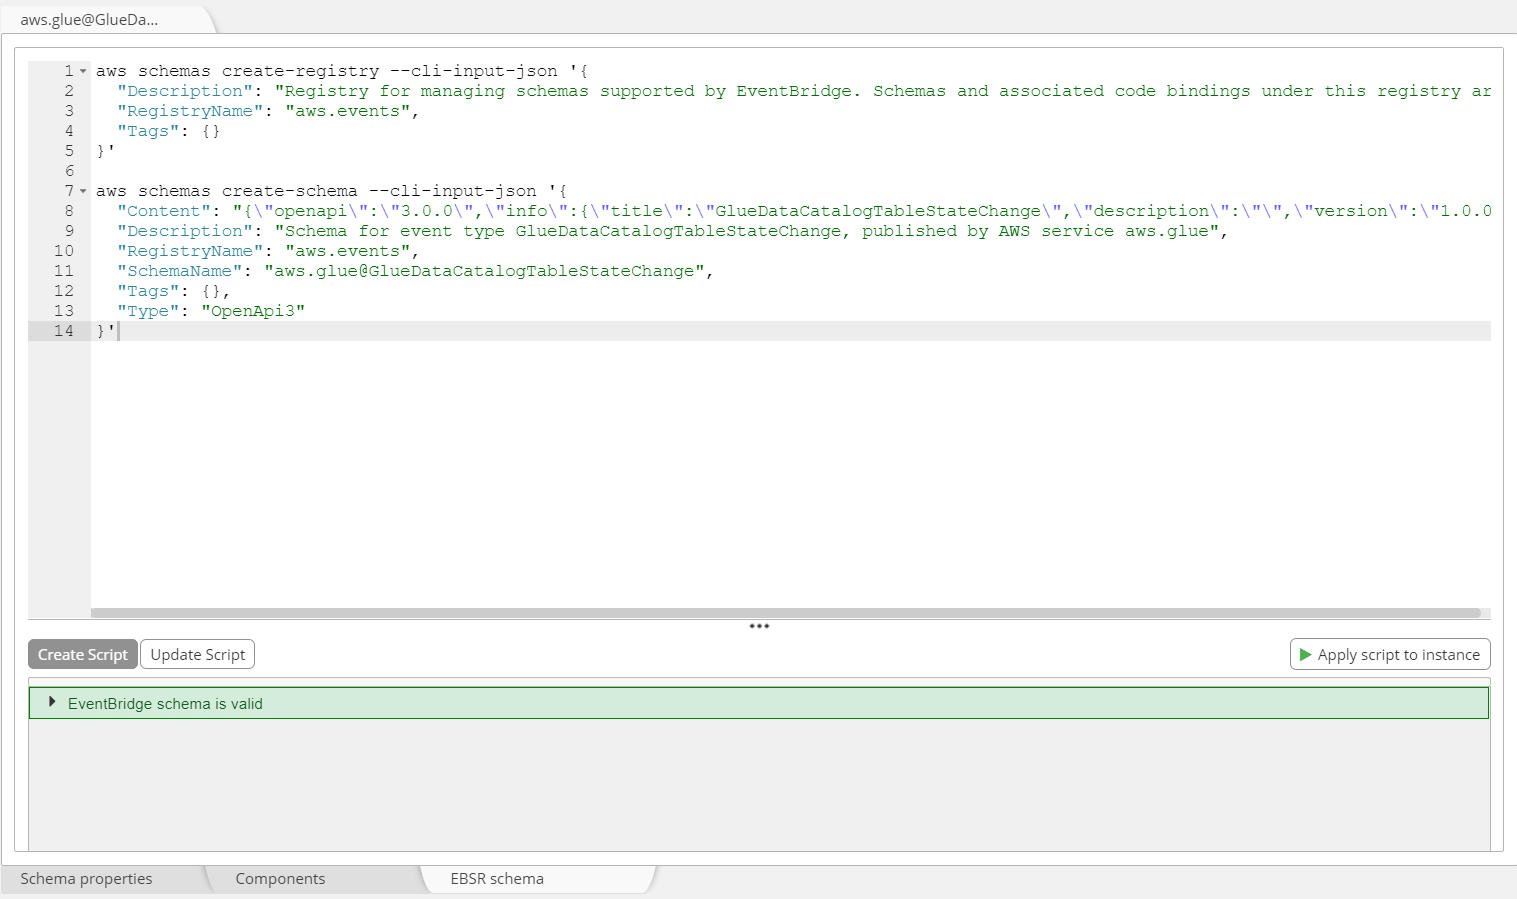 aws.glue@GlueDa...
1 aws schemas create-registry --cli-input-json '{
2   "Description": "Registry for managing schemas supported by EventBridge. Schemas and associated code bindings under this registry ar
3   "RegistryName": "aws.events",
4   "Tags": {}
5 }'
6
7 aws schemas create-schema --cli-input-json '{
8   "Content": "{\"openapi\":\"3.0.0\",\"info\":{\"title\":\"GlueDataCatalogTableStateChange\",\"description\":\"\",\"version\":\"1.0.0
9   "Description": "Schema for event type GlueDataCatalogTableStateChange, published by AWS service aws.glue",
10   "RegistryName": "aws.events",
11   "SchemaName": "aws.glue@GlueDataCatalogTableStateChange",
12   "Tags": {},
13   "Type": "OpenApi3"
14 }'
Create Script Update Script Apply script to instance
EventBridge schema is valid
Schema properties Components EBSR schema